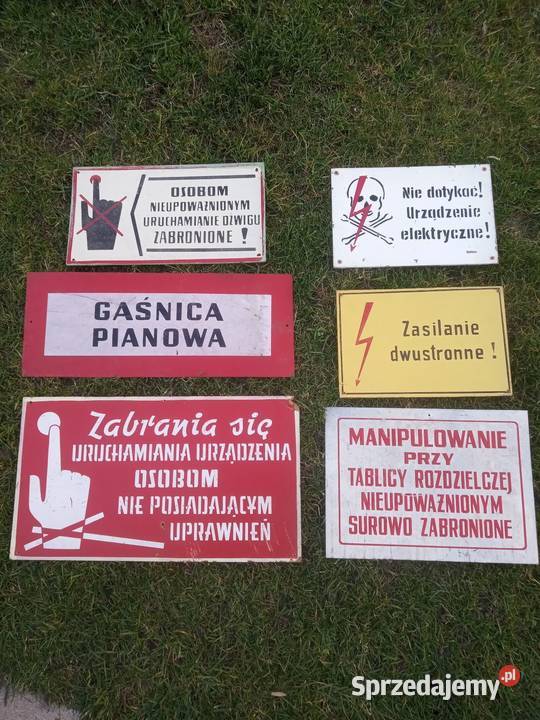 OSOBOM
NIEUPOWAŻNIONYM
URUCHAMIANIE DZWIGU
ZABRONIONE !
Nie dotykać!
Urządzenie
elektryczne!
GAŚNICA
PIANOWA
Zasilanie
dwustronne !
Zabrania się
URUCHAMIANIA URZĄDZENIA
OSOBOM
NIE POSIADAJĄCYM
UPRAWNIEŃ
MANIPULOWANIE
PRZY
TABLICY ROZDZIELCZEJ
NIEUPOWAŻNIONYM
SUROWO ZABRONIONE
Sprzedajemy.pl